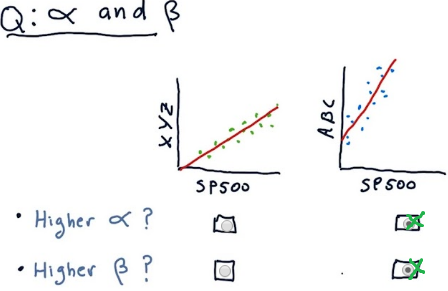 Q: α and β
XYZ
ABC
SP500
SP500
• Higher α?
• Higher β?